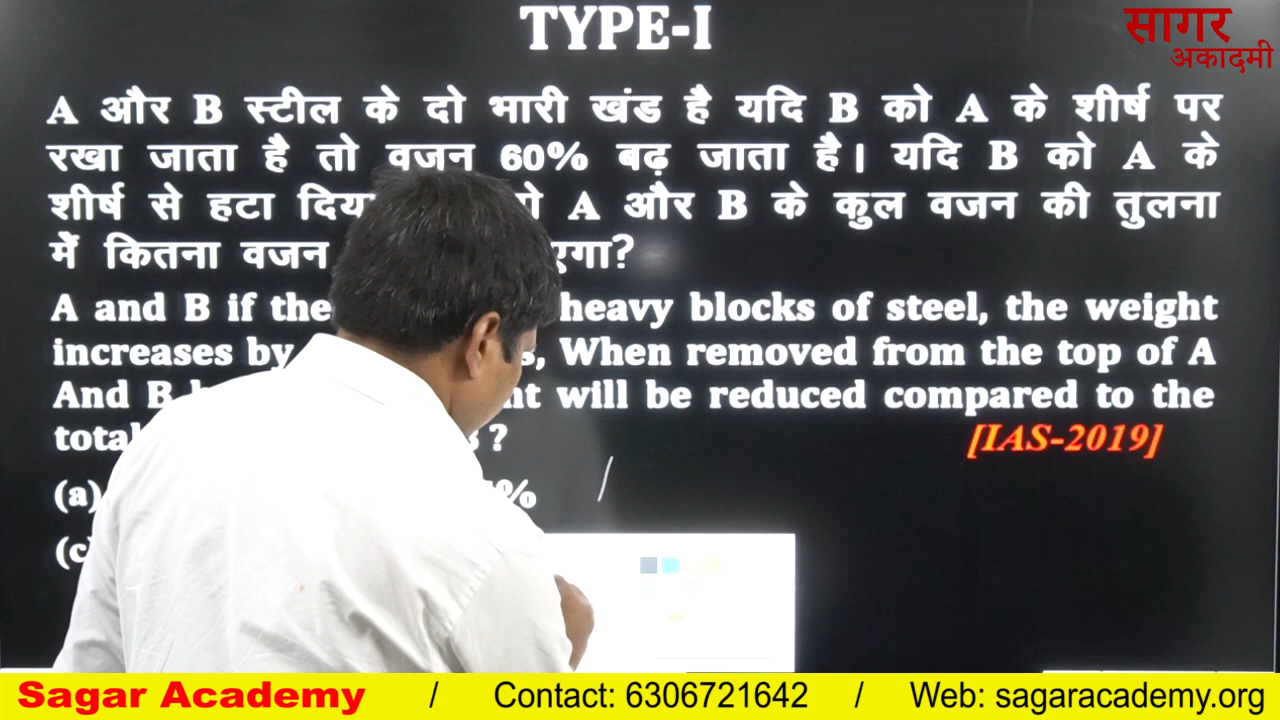 TYPE-I
सागर
अकादमी
A और B स्टील के दो भारी खंड है यदि B को A के शीर्ष पर
रखा जाता है तो वजन 60% बढ़ जाता है। यदि B को A के
शीर्ष से हटा A और B के कुल वजन की तुलना
में कितना वजन
A and B if the heavy blocks of steel, the weight
increases by When removed from the top of A
And B will be reduced compared to the
total ?
[IAS-2019]
(a) %
(c)
Sagar Academy / Contact: 6306721642 / Web: sagaracademy.org